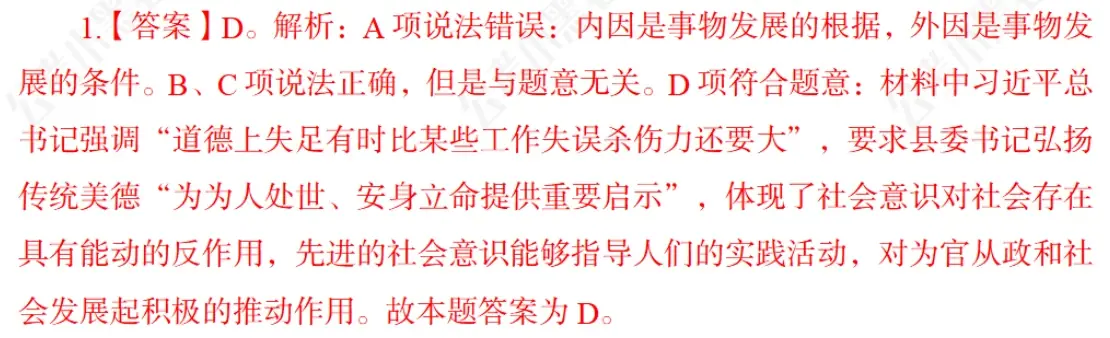 1.【答案】D。解析：A 项说法错误：内因是事物发展的根据，外因是事物发
展的条件。B、C 项说法正确，但是与题意无关。D 项符合题意：材料中习近平总
书记强调“道德上失足有时比某些工作失误杀伤力还要大”，要求县委书记弘扬
传统美德“为为人处世、安身立命提供重要启示”，体现了社会意识对社会存在
具有能动的反作用，先进的社会意识能够指导人们的实践活动，对为官从政和社
会发展起积极的推动作用。故本题答案为 D。